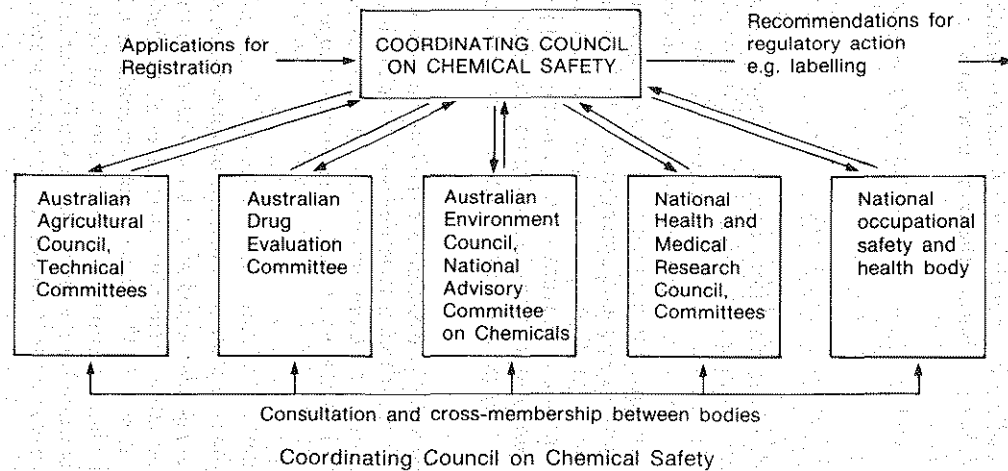 Applications for
Registration
COORDINATING COUNCIL
ON CHEMICAL SAFETY
Recommendations for
regulatory action
e.g. labelling
Australian
Agricultural
Council,
Technical
Committees
Australian
Drug
Evaluation
Committee
Australian
Environment
Council,
National
Advisory
Committee
on Chemicals
National
Health and
Medical
Research
Council,
Committees
National
occupational
safety and
health body
Consultation and cross-membership between bodies
Coordinating Council on Chemical Safety